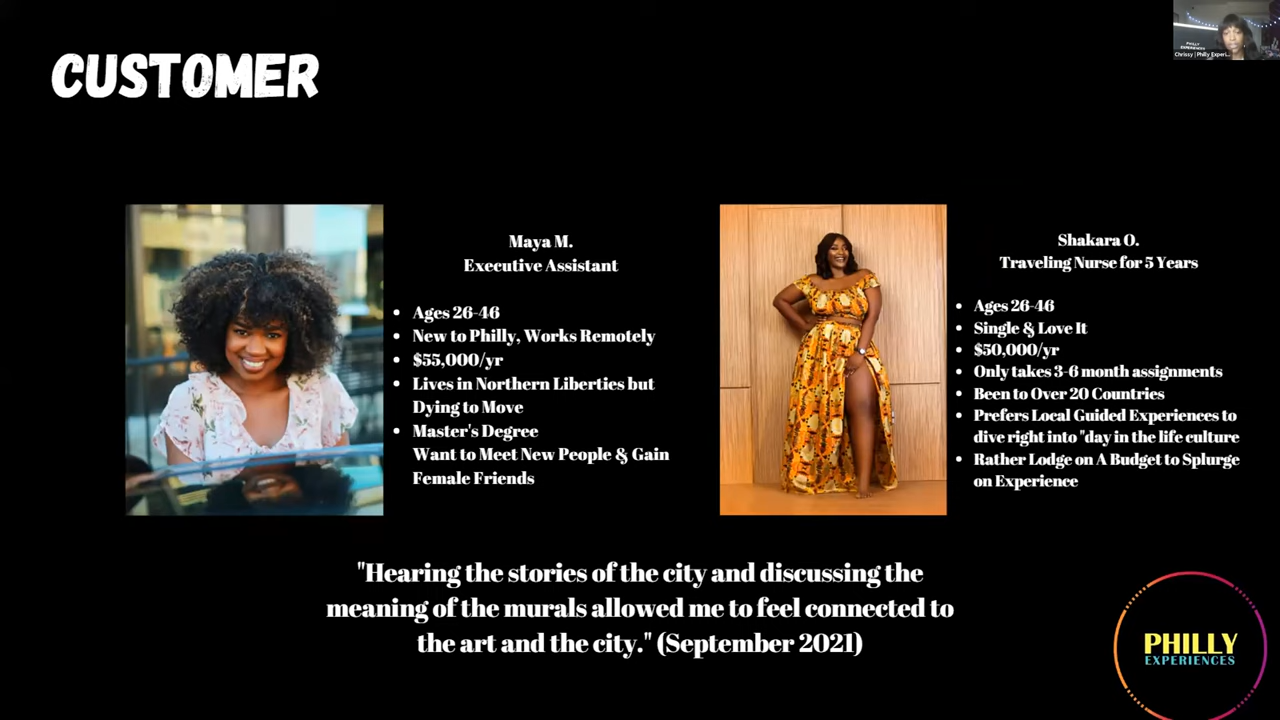 CUSTOMER
PHILLY
EXPERIENCES
Chrissy | Philly Experi...
Maya M.
Executive Assistant
• Ages 26-46
• New to Philly, Works Remotely
• $55,000/yr
• Lives in Northern Liberties but
Dying to Move
• Master's Degree
Want to Meet New People & Gain
Female Friends
Shakara O.
Traveling Nurse for 5 Years
• Ages 26-46
• Single & Love It
• $50,000/yr
• Only takes 3-6 month assignments
• Been to Over 20 Countries
• Prefers Local Guided Experiences to
dive right into "day in the life culture
• Rather Lodge on A Budget to Splurge
on Experience
"Hearing the stories of the city and discussing the
meaning of the murals allowed me to feel connected to
the art and the city." (September 2021)
PHILLY
EXPERIENCES